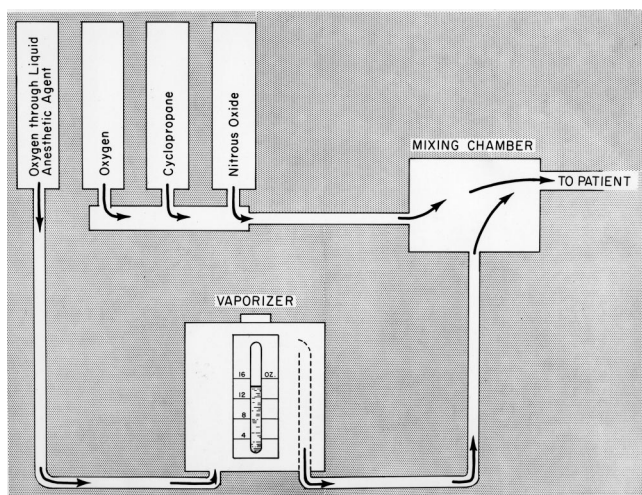 Oxygen through Liquid
Anesthetic Agent
Oxygen
Cyclopropane
Nitrous Oxide
MIXING CHAMBER
TO PATIENT
VAPORIZER
16 OZ.
12
8
4